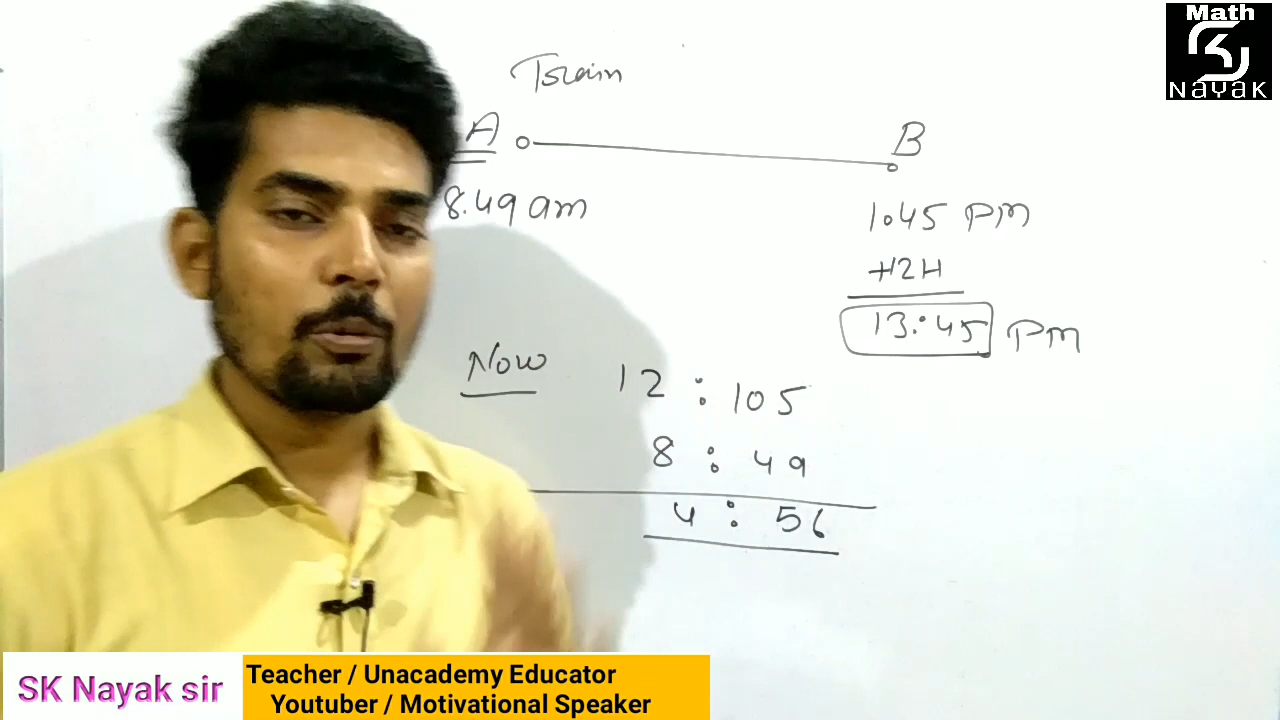 Math
NayaK
Train
A
B
8.49 am
1.45 PM
+12H
13:45 PM
Now
12 : 105
8 : 49
4 : 56
SK Nayak sir
Teacher / Unacademy Educator
Youtuber / Motivational Speaker